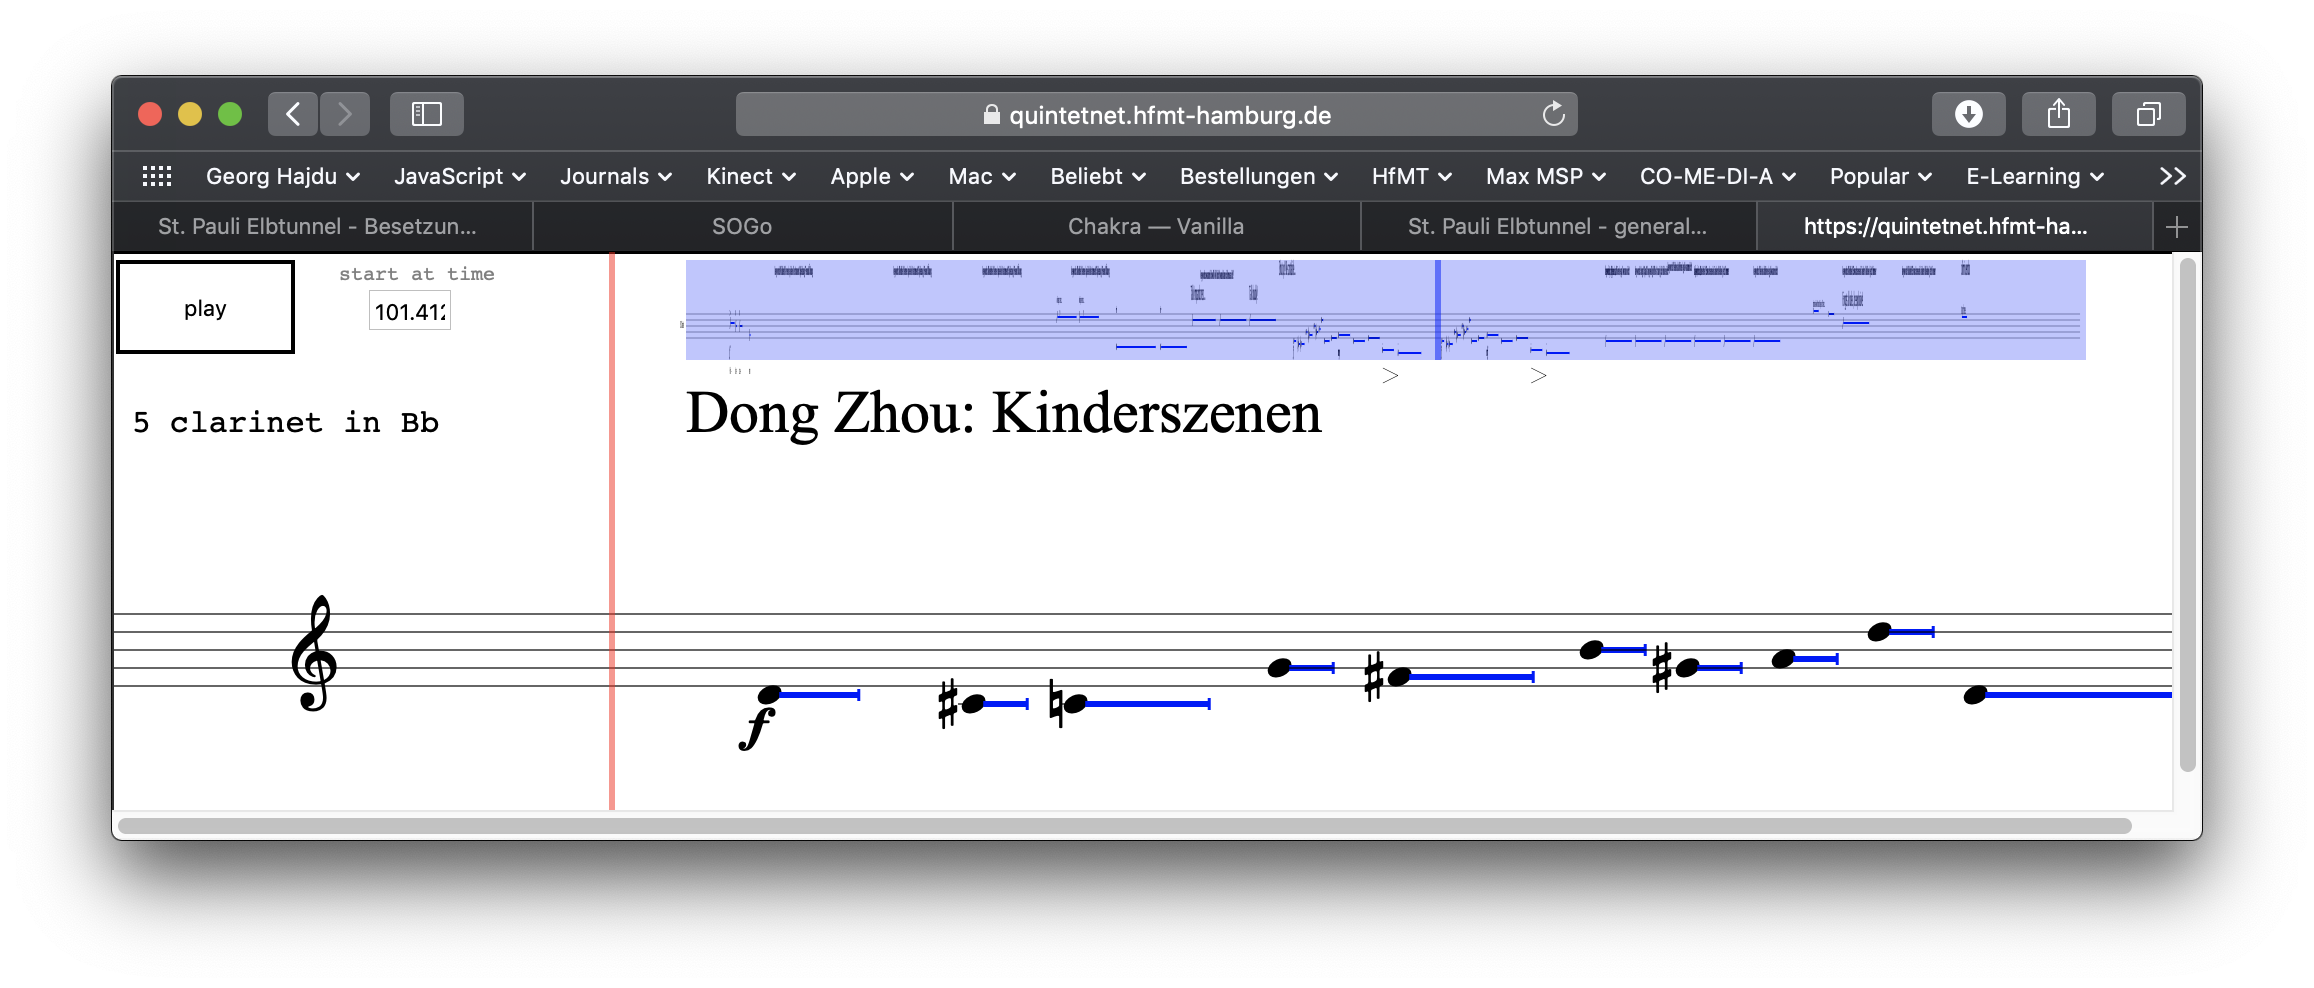 quintetnet.hfmt-hamburg.de
Georg Hajdu JavaScript Journals Kinect Apple Mac Beliebt Bestellungen HfMT Max MSP CO-ME-DI-A Popular E-Learning
St. Pauli Elbtunnel - Besetzun... SOGo Chakra — Vanilla St. Pauli Elbtunnel - general... https://quintetnet.hfmt-ha...
play
start at time
101.412
5 clarinet in Bb
Dong Zhou: Kinderszenen
f